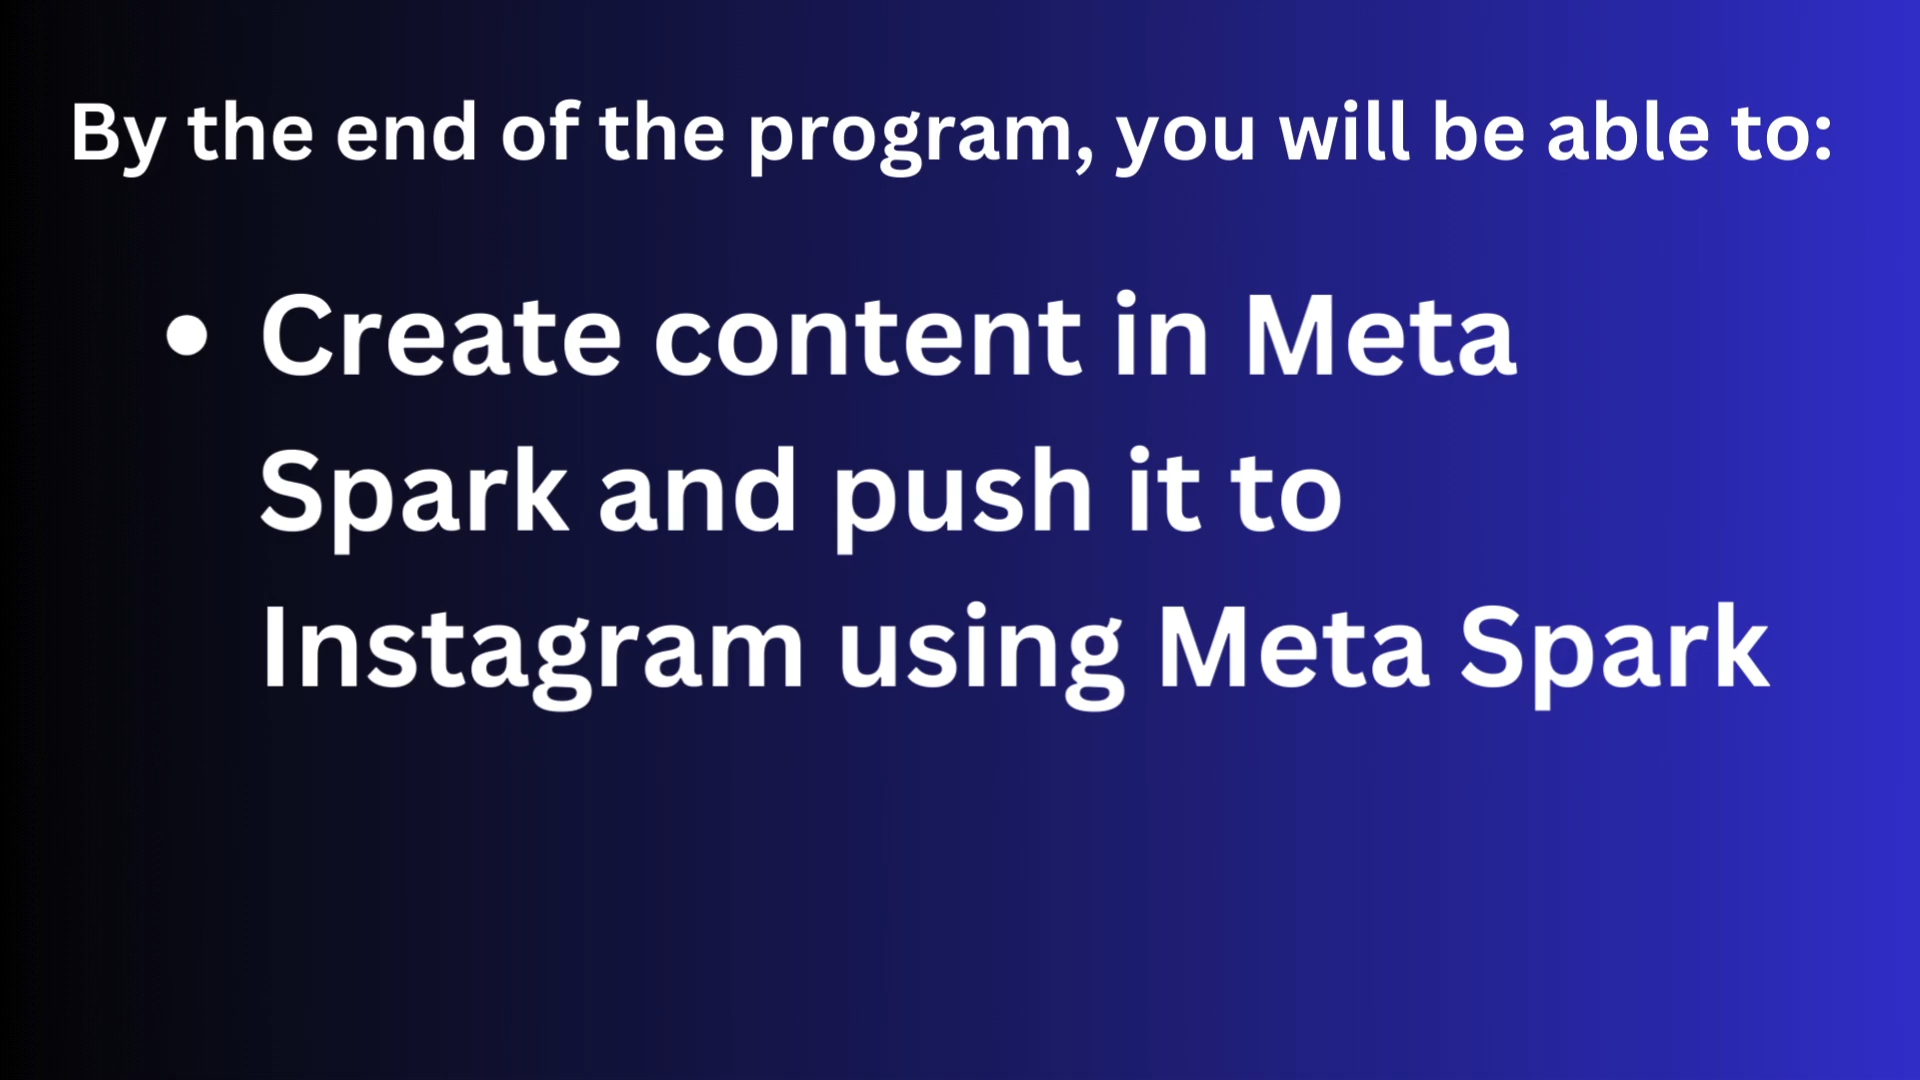 By the end of the program, you will be able to:
• Create content in Meta
Spark and push it to
Instagram using Meta Spark